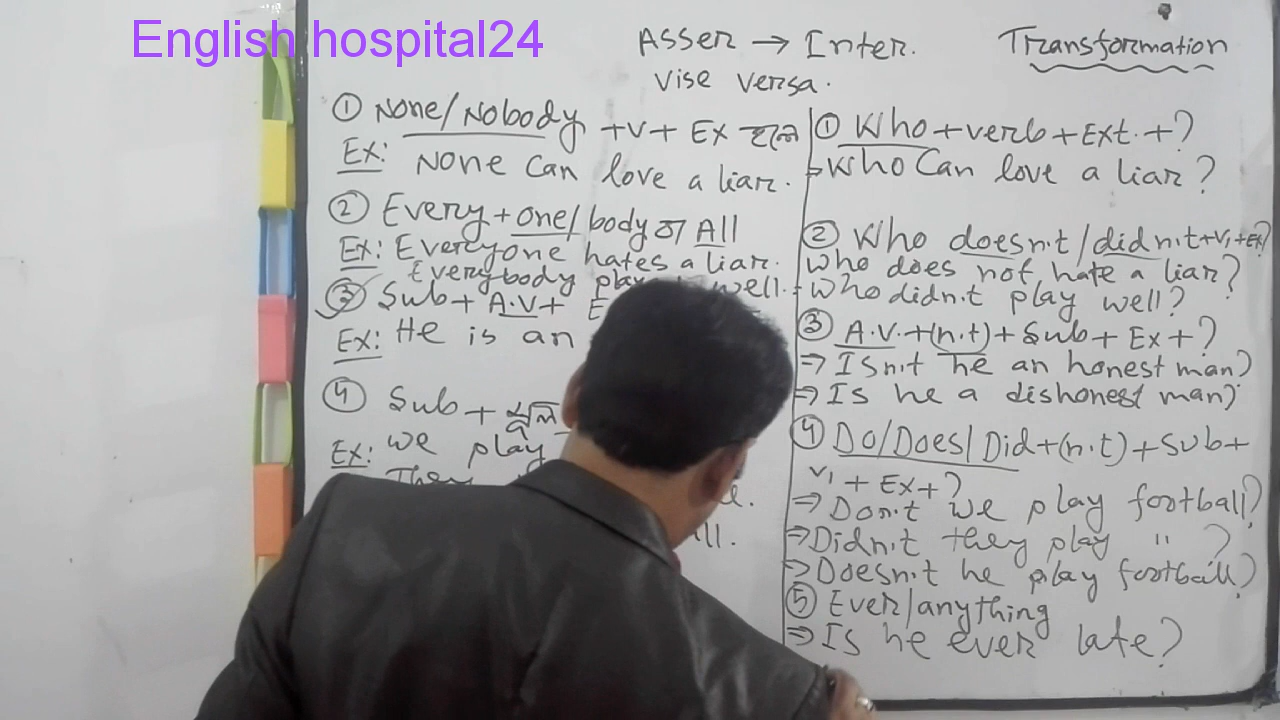 English hospital24
Asser → Inter.
Vise versa.
Transformation
① None/Nobody +V+ Ex হলে
Ex: None can love a liar.
② Every + one/body বা All
Ex: Everyone hates a liar.
Everybody well.
③ Sub + A.V +
Ex: He is an
④ Sub +
Ex: We play
They
① Who + verb + Ext. + ?
Who can love a liar?
② Who doesn't/didn't+V1+Ex?
Who does not hate a liar?
Who didn't play well?
③ A.V. + (n.t) + Sub + Ex + ?
⇒ Isn't he an honest man?
⇒ Is he a dishonest man?
④ Do/Does/Did + (n.t) + Sub +
V1 + Ex + ?
⇒ Don't we play football?
⇒ Didn't they play " ?
⇒ Doesn't he play football?
⑤ Ever/anything
⇒ Is he ever late?